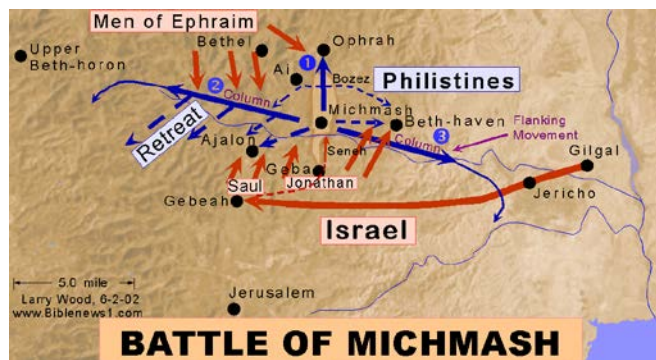 Men of Ephraim
Upper
Beth-horon
Bethel
Ophrah
1
Ai
Bozez
Philistines
2
Column
Michmash
Beth-haven
3
Column
Flanking
Movement
Retreat
Ajalon
Seneh
Geba
Gilgal
Saul
Jonathan
Jericho
Gebeah
Israel
5.0 mile
Larry Wood, 6-2-02
www.Biblenews1.com
Jerusalem
BATTLE OF MICHMASH